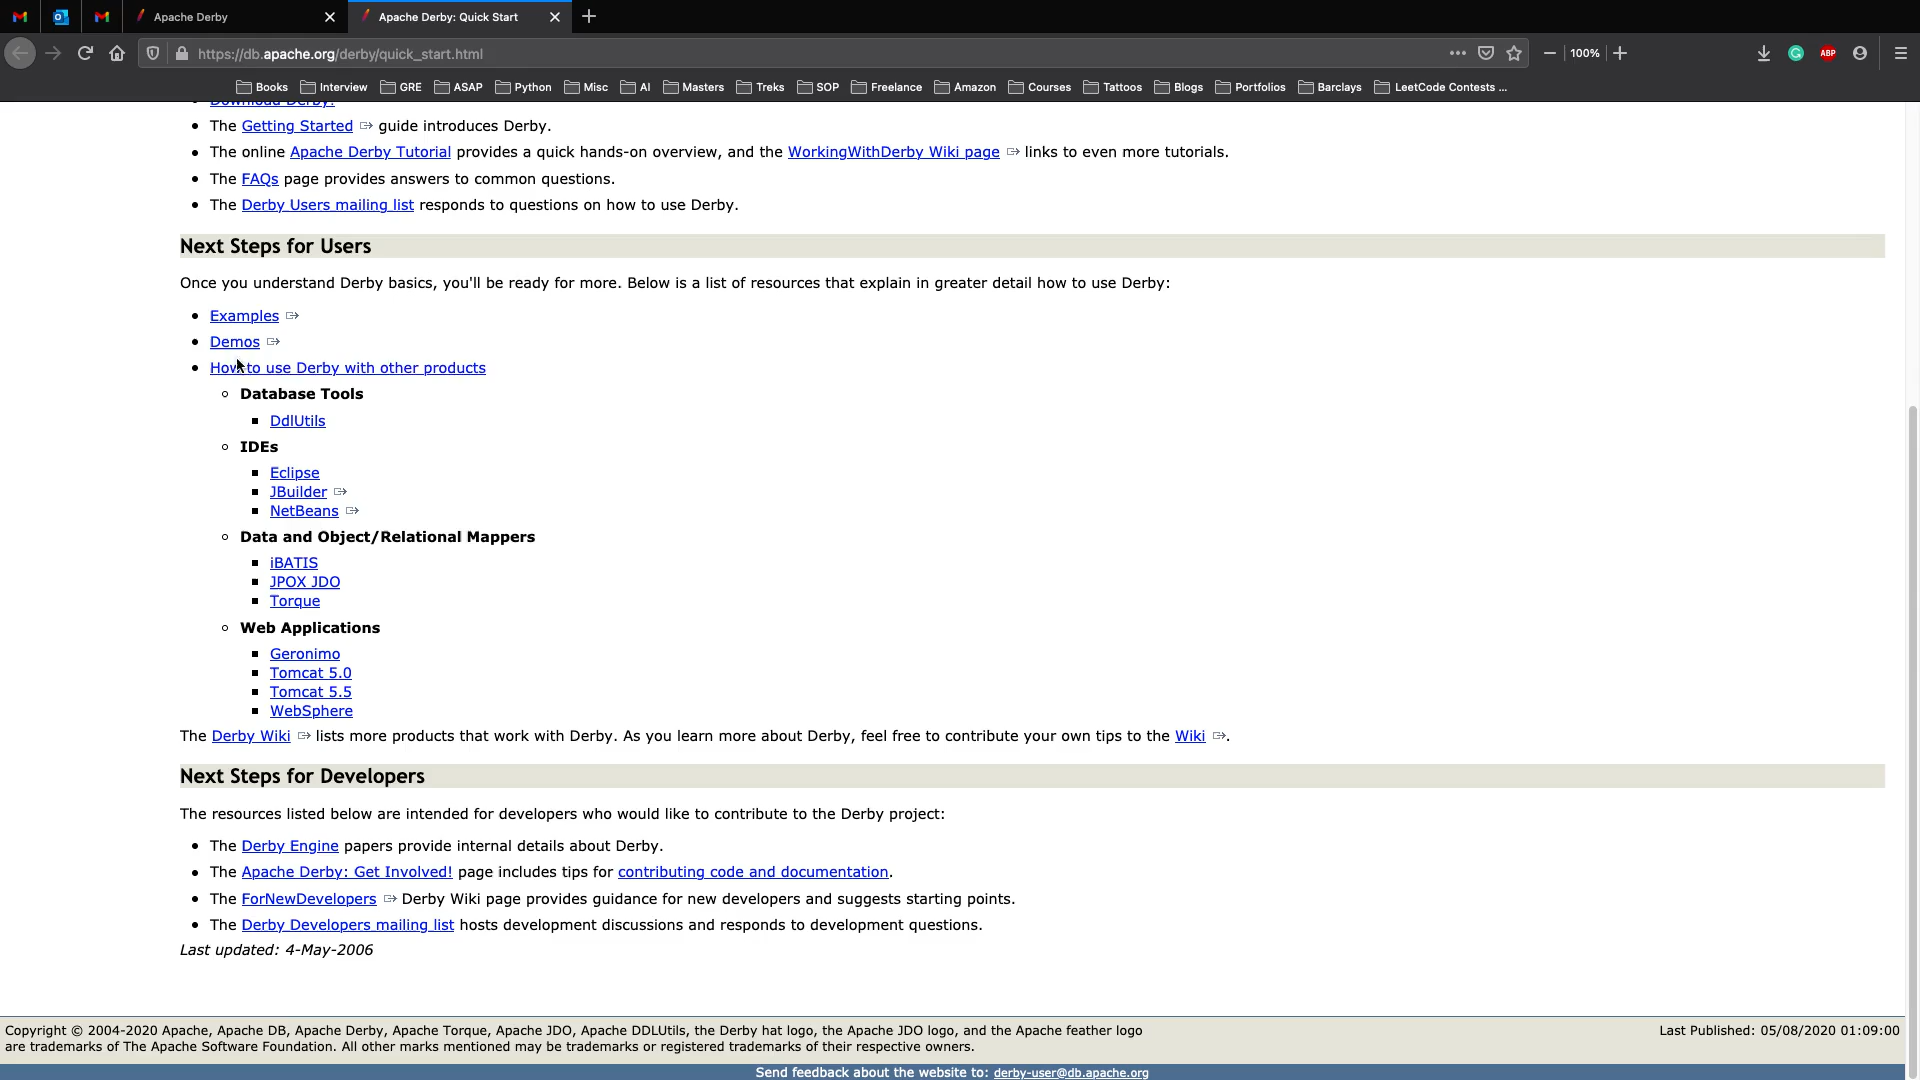 Apache Derby
Apache Derby: Quick Start
https://db.apache.org/derby/quick_start.html
100%
ABP
Books Interview GRE ASAP Python Misc AI Masters Treks SOP Freelance Amazon Courses Tattoos Blogs Portfolios Barclays LeetCode Contests ...
Download Derby!
The Getting Started guide introduces Derby.
The online Apache Derby Tutorial provides a quick hands-on overview, and the WorkingWithDerby Wiki page links to even more tutorials.
The FAQs page provides answers to common questions.
The Derby Users mailing list responds to questions on how to use Derby.
Next Steps for Users
Once you understand Derby basics, you'll be ready for more. Below is a list of resources that explain in greater detail how to use Derby:
Examples
Demos
How to use Derby with other products
Database Tools
DdlUtils
IDEs
Eclipse
JBuilder
NetBeans
Data and Object/Relational Mappers
iBATIS
JPOX JDO
Torque
Web Applications
Geronimo
Tomcat 5.0
Tomcat 5.5
WebSphere
The Derby Wiki lists more products that work with Derby. As you learn more about Derby, feel free to contribute your own tips to the Wiki .
Next Steps for Developers
The resources listed below are intended for developers who would like to contribute to the Derby project:
The Derby Engine papers provide internal details about Derby.
The Apache Derby: Get Involved! page includes tips for contributing code and documentation.
The ForNewDevelopers Derby Wiki page provides guidance for new developers and suggests starting points.
The Derby Developers mailing list hosts development discussions and responds to development questions.
Last updated: 4-May-2006
Copyright © 2004-2020 Apache, Apache DB, Apache Derby, Apache Torque, Apache JDO, Apache DDLUtils, the Derby hat logo, the Apache JDO logo, and the Apache feather logo
are trademarks of The Apache Software Foundation. All other marks mentioned may be trademarks or registered trademarks of their respective owners.
Last Published: 05/08/2020 01:09:00
Send feedback about the website to: derby-user@db.apache.org